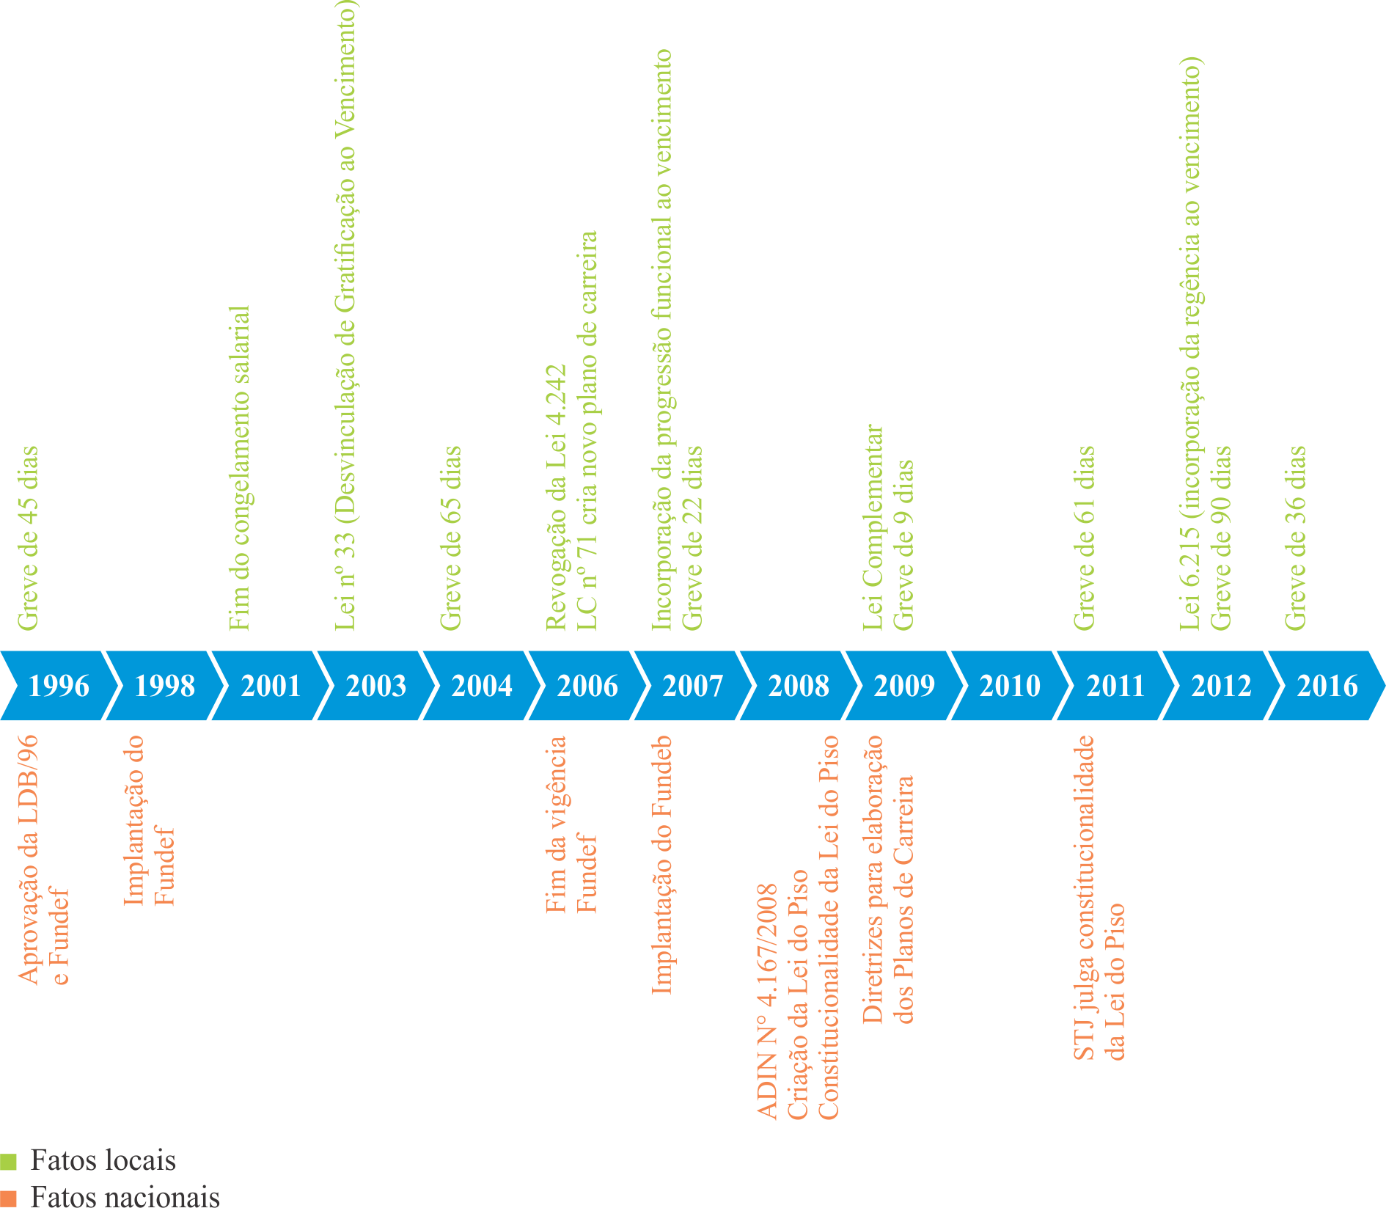 Greve de 45 dias
Fim do congelamento salarial
Lei nº 33 (Desvinculação de Gratificação ao Vencimento)
Greve de 65 dias
Revogação da Lei 4.242
LC nº 71 cria novo plano de carreira
Incorporação da progressão funcional ao vencimento
Greve de 22 dias
Lei Complementar
Greve de 9 dias
Greve de 61 dias
Lei 6.215 (incorporação da regência ao vencimento)
Greve de 90 dias
Greve de 36 dias
1996
1998
2001
2003
2004
2006
2007
2008
2009
2010
2011
2012
2016
Aprovação da LDB/96
e Fundef
Implantação do
Fundef
Fim da vigência
Fundef
Implantação do Fundeb
ADIN N° 4.167/2008
Criação da Lei do Piso
Constitucionalidade da Lei do Piso
Diretrizes para elaboração
dos Planos de Carreira
STJ julga constitucionalidade
da Lei do Piso
Fatos locais
Fatos nacionais